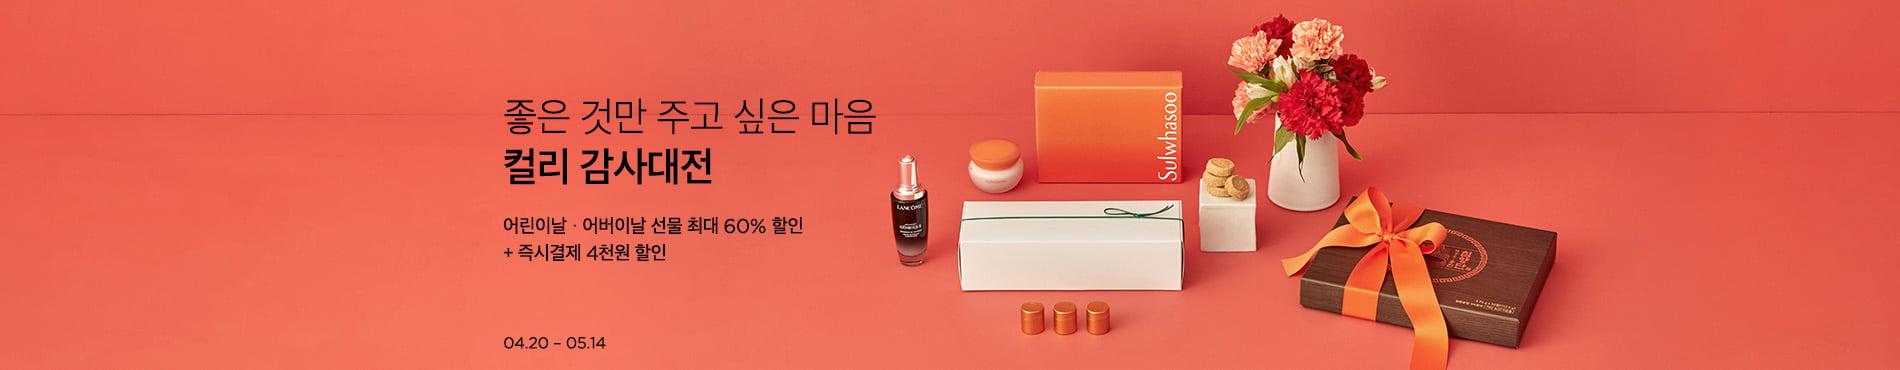 좋은 것만 주고 싶은 마음
컬리 감사대전
어린이날 · 어버이날 선물 최대 60% 할인
+ 즉시결제 4천원 할인
04.20 – 05.14
LANCÔME
GÉNIFIQUE
Sulwhasoo